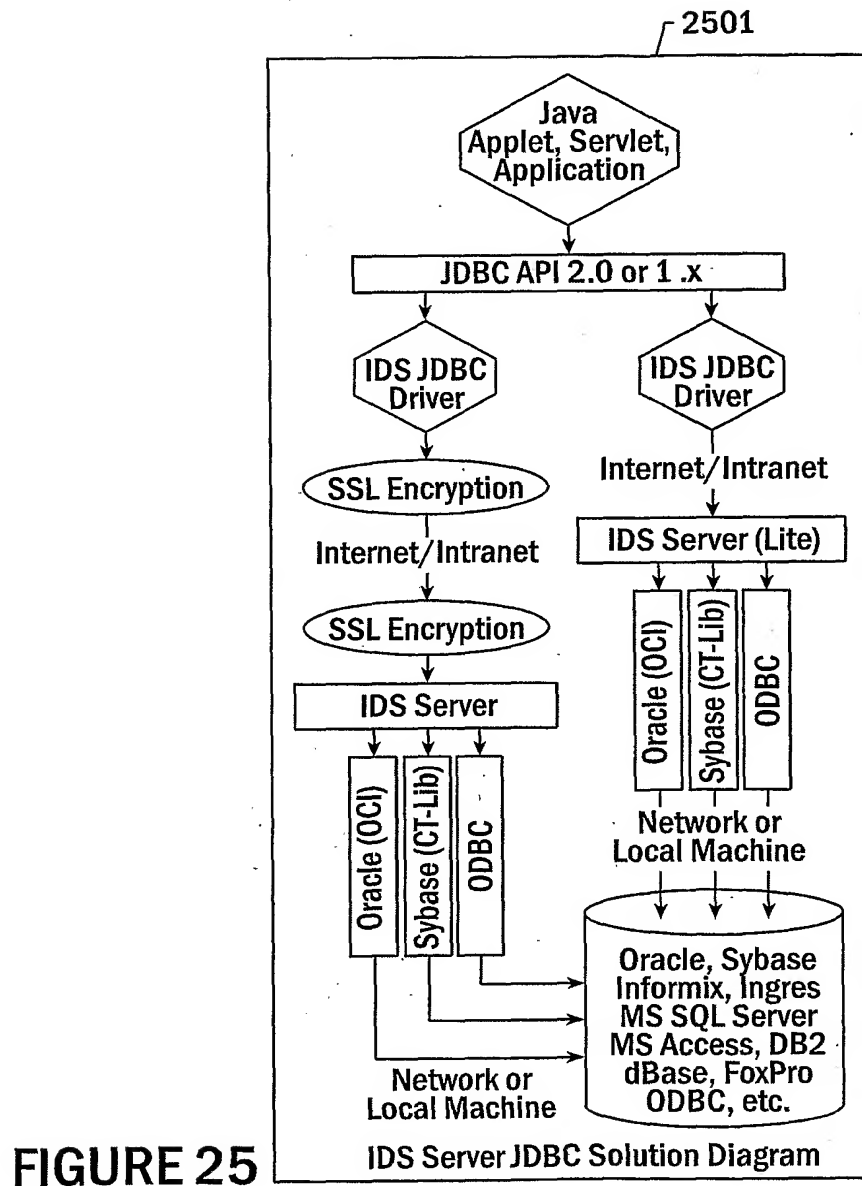 2501
Java
Applet, Servlet,
Application
JDBC API 2.0 or 1 .x
IDS JDBC
Driver
IDS JDBC
Driver
SSL Encryption
Internet/Intranet
Internet/Intranet
IDS Server (Lite)
SSL Encryption
IDS Server
Oracle (OCI)
Sybase (CT-Lib)
ODBC
Oracle (OCI)
Sybase (CT-Lib)
ODBC
Network or
Local Machine
Oracle, Sybase
Informix, Ingres
MS SQL Server
MS Access, DB2
dBase, FoxPro
ODBC, etc.
Network or
Local Machine
IDS Server JDBC Solution Diagram
FIGURE 25